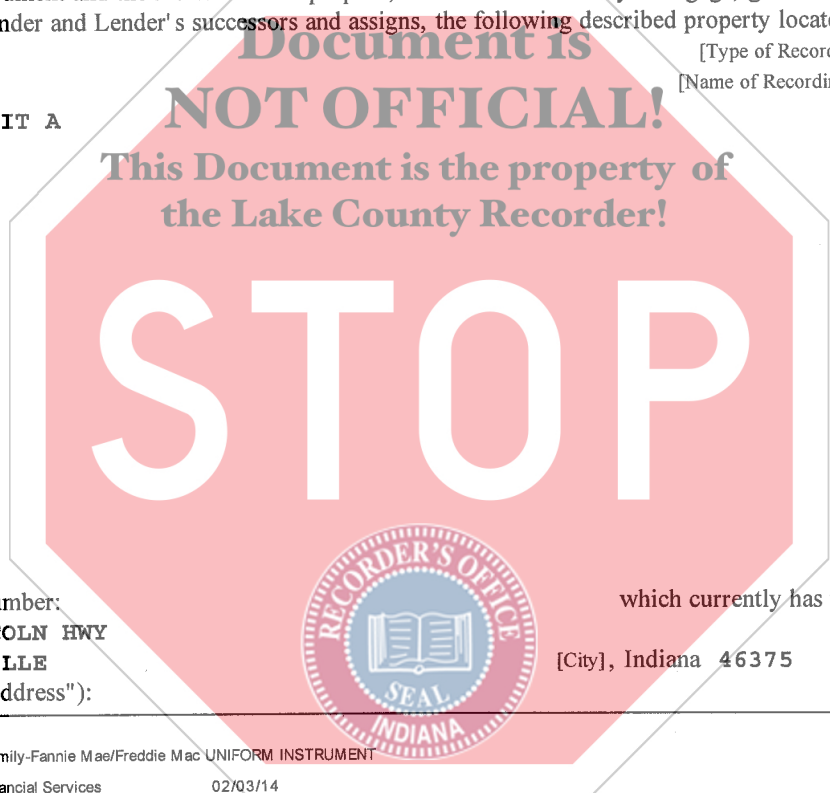 nder and Lender's successors and assigns, the following described property locate
Document is
[Type of Record
[Name of Recordin
NOT OFFICIAL!
IT A
This Document is the property of
the Lake County Recorder!
STOP
RECORDER'S OFFICE
SEAL
INDIANA
umber:
which currently has
OLN HWY
LLE
[City], Indiana 46375
ddress"):
mily-Fannie Mae/Freddie Mac UNIFORM INSTRUMENT
ancial Services 02/03/14